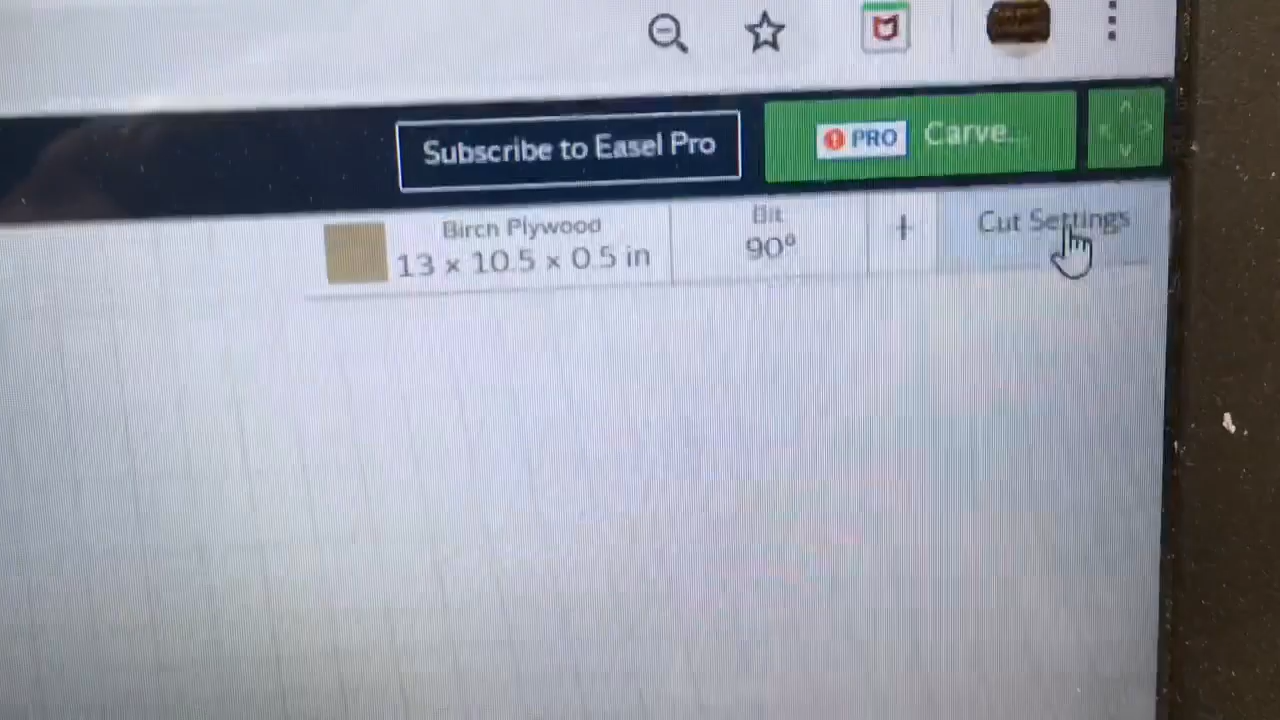 Subscribe to Easel Pro
PRO Carve...
Birch Plywood
13 x 10.5 x 0.5 in
Bit
90°
+
Cut Settings